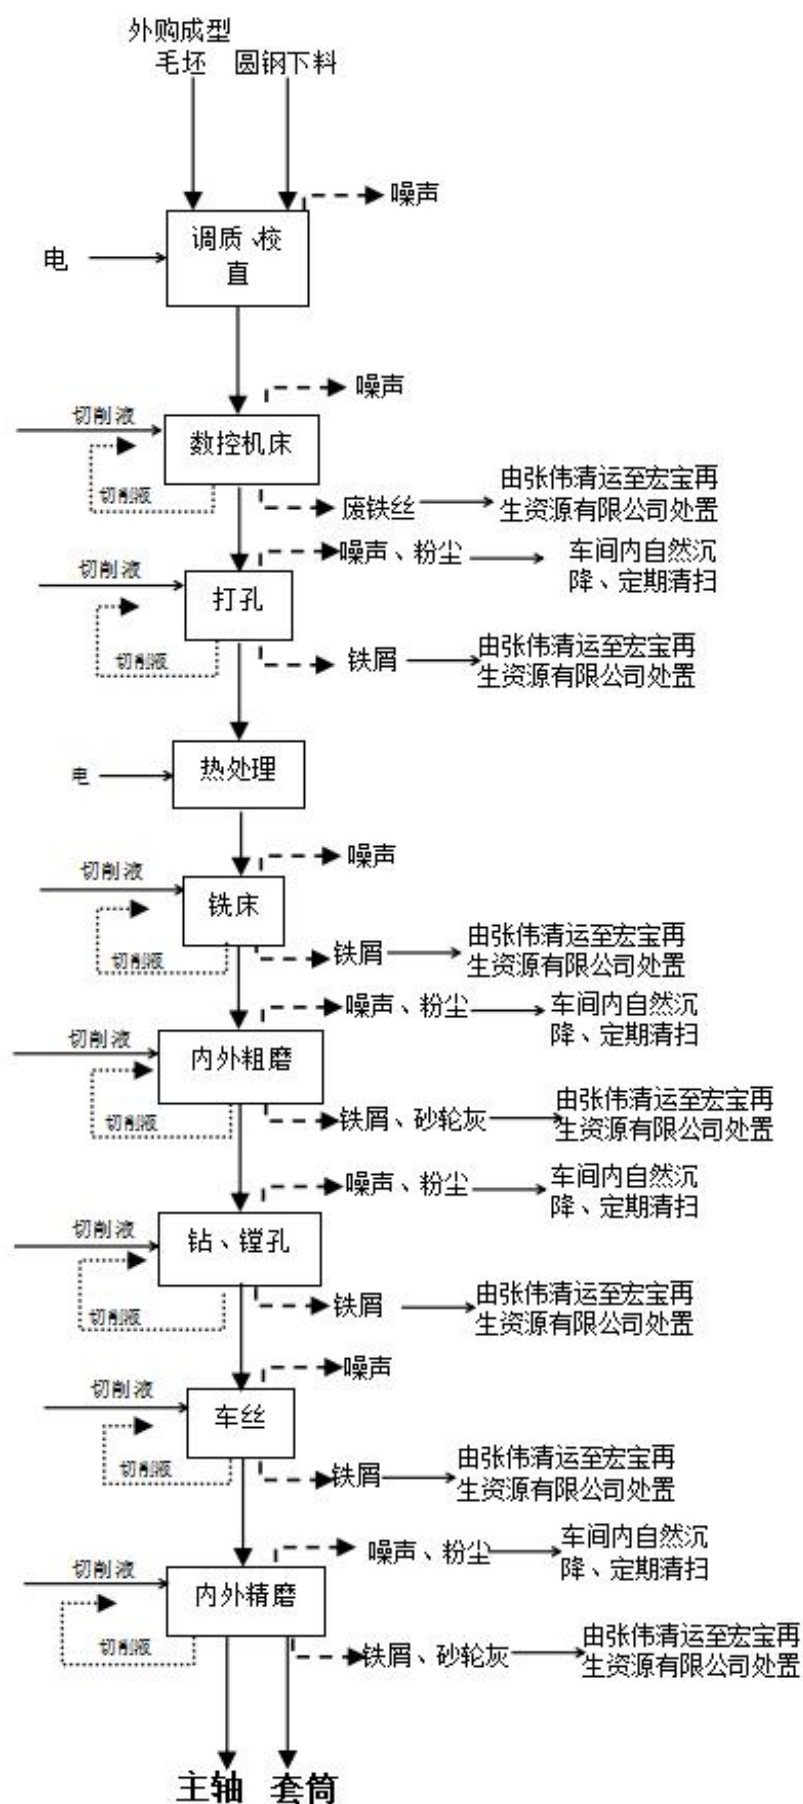 外购成型
毛坯
圆钢下料
噪声
调质、校
直
电
噪声
切削液
数控机床
切削液
废铁丝
由张伟清运至宏宝再
生资源有限公司处置
噪声、粉尘
车间内自然沉
降、定期清扫
切削液
打孔
切削液
铁屑
由张伟清运至宏宝再
生资源有限公司处置
热处理
电
噪声
切削液
铣床
切削液
铁屑
由张伟清运至宏宝再
生资源有限公司处置
噪声、粉尘
车间内自然沉
降、定期清扫
切削液
内外粗磨
切削液
铁屑、砂轮灰
由张伟清运至宏宝再
生资源有限公司处置
噪声、粉尘
车间内自然沉
降、定期清扫
切削液
钻、镗孔
切削液
铁屑
由张伟清运至宏宝再
生资源有限公司处置
噪声
切削液
车丝
切削液
铁屑
由张伟清运至宏宝再
生资源有限公司处置
噪声、粉尘
车间内自然沉
降、定期清扫
切削液
内外精磨
切削液
铁屑、砂轮灰
由张伟清运至宏宝再
生资源有限公司处置
主轴
套筒